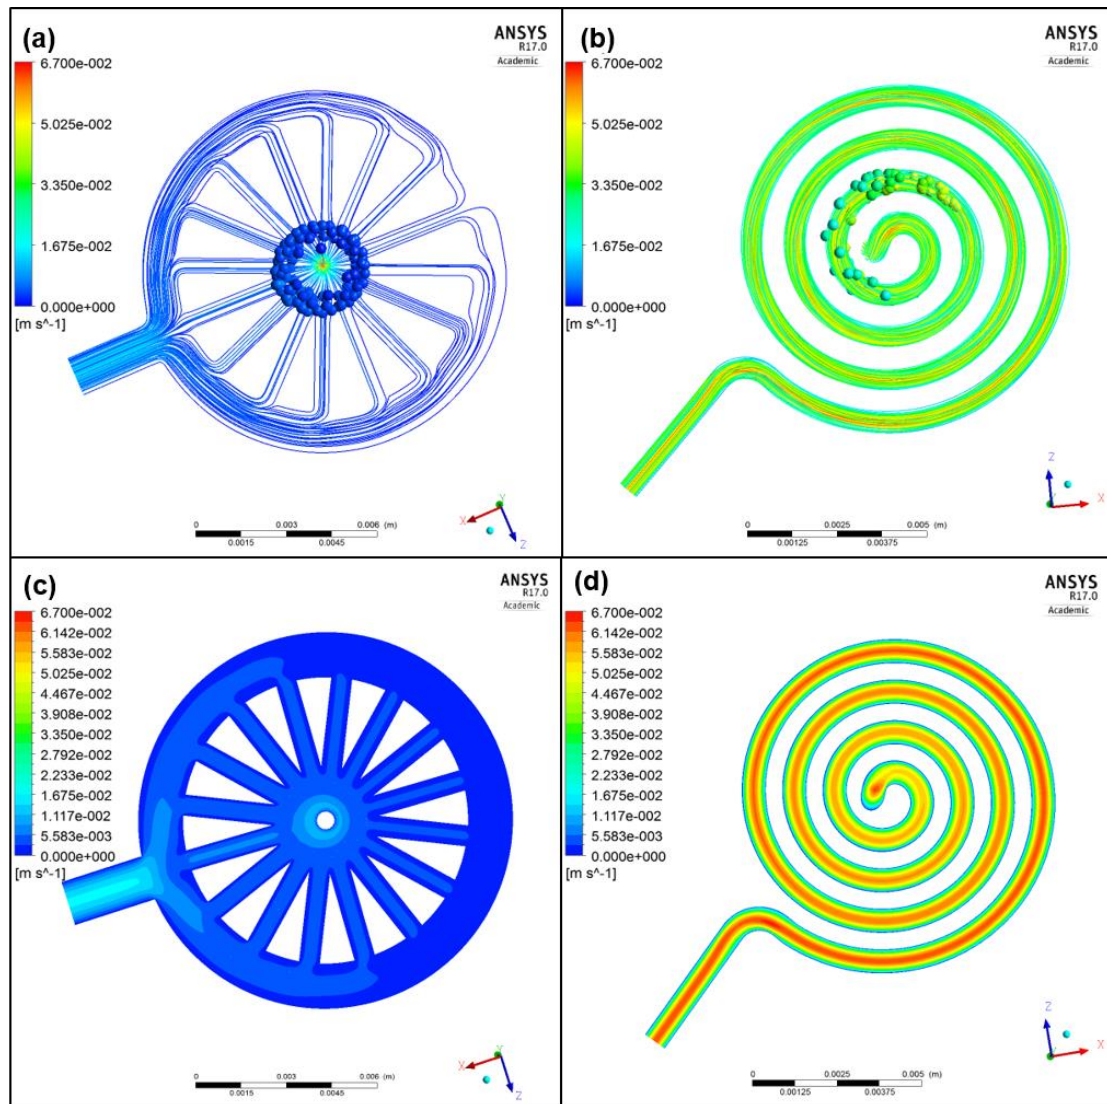 (a)
ANSYS
R17.0
Academic
6.700e-002
5.025e-002
3.350e-002
1.675e-002
0.000e+000
[m s^-1]
0 0.003 0.006 (m)
0.0015 0.0045
Y
X
Z
(b)
ANSYS
R17.0
Academic
6.700e-002
5.025e-002
3.350e-002
1.675e-002
0.000e+000
[m s^-1]
0 0.0025 0.005 (m)
0.00125 0.00375
Z
Y
X
(c)
ANSYS
R17.0
Academic
6.700e-002
6.142e-002
5.583e-002
5.025e-002
4.467e-002
3.908e-002
3.350e-002
2.792e-002
2.233e-002
1.675e-002
1.117e-002
5.583e-003
0.000e+000
[m s^-1]
0 0.003 0.006 (m)
0.0015 0.0045
Y
X
Z
(d)
ANSYS
R17.0
Academic
6.700e-002
6.142e-002
5.583e-002
5.025e-002
4.467e-002
3.908e-002
3.350e-002
2.792e-002
2.233e-002
1.675e-002
1.117e-002
5.583e-003
0.000e+000
[m s^-1]
0 0.0025 0.005 (m)
0.00125 0.00375
Z
Y
X